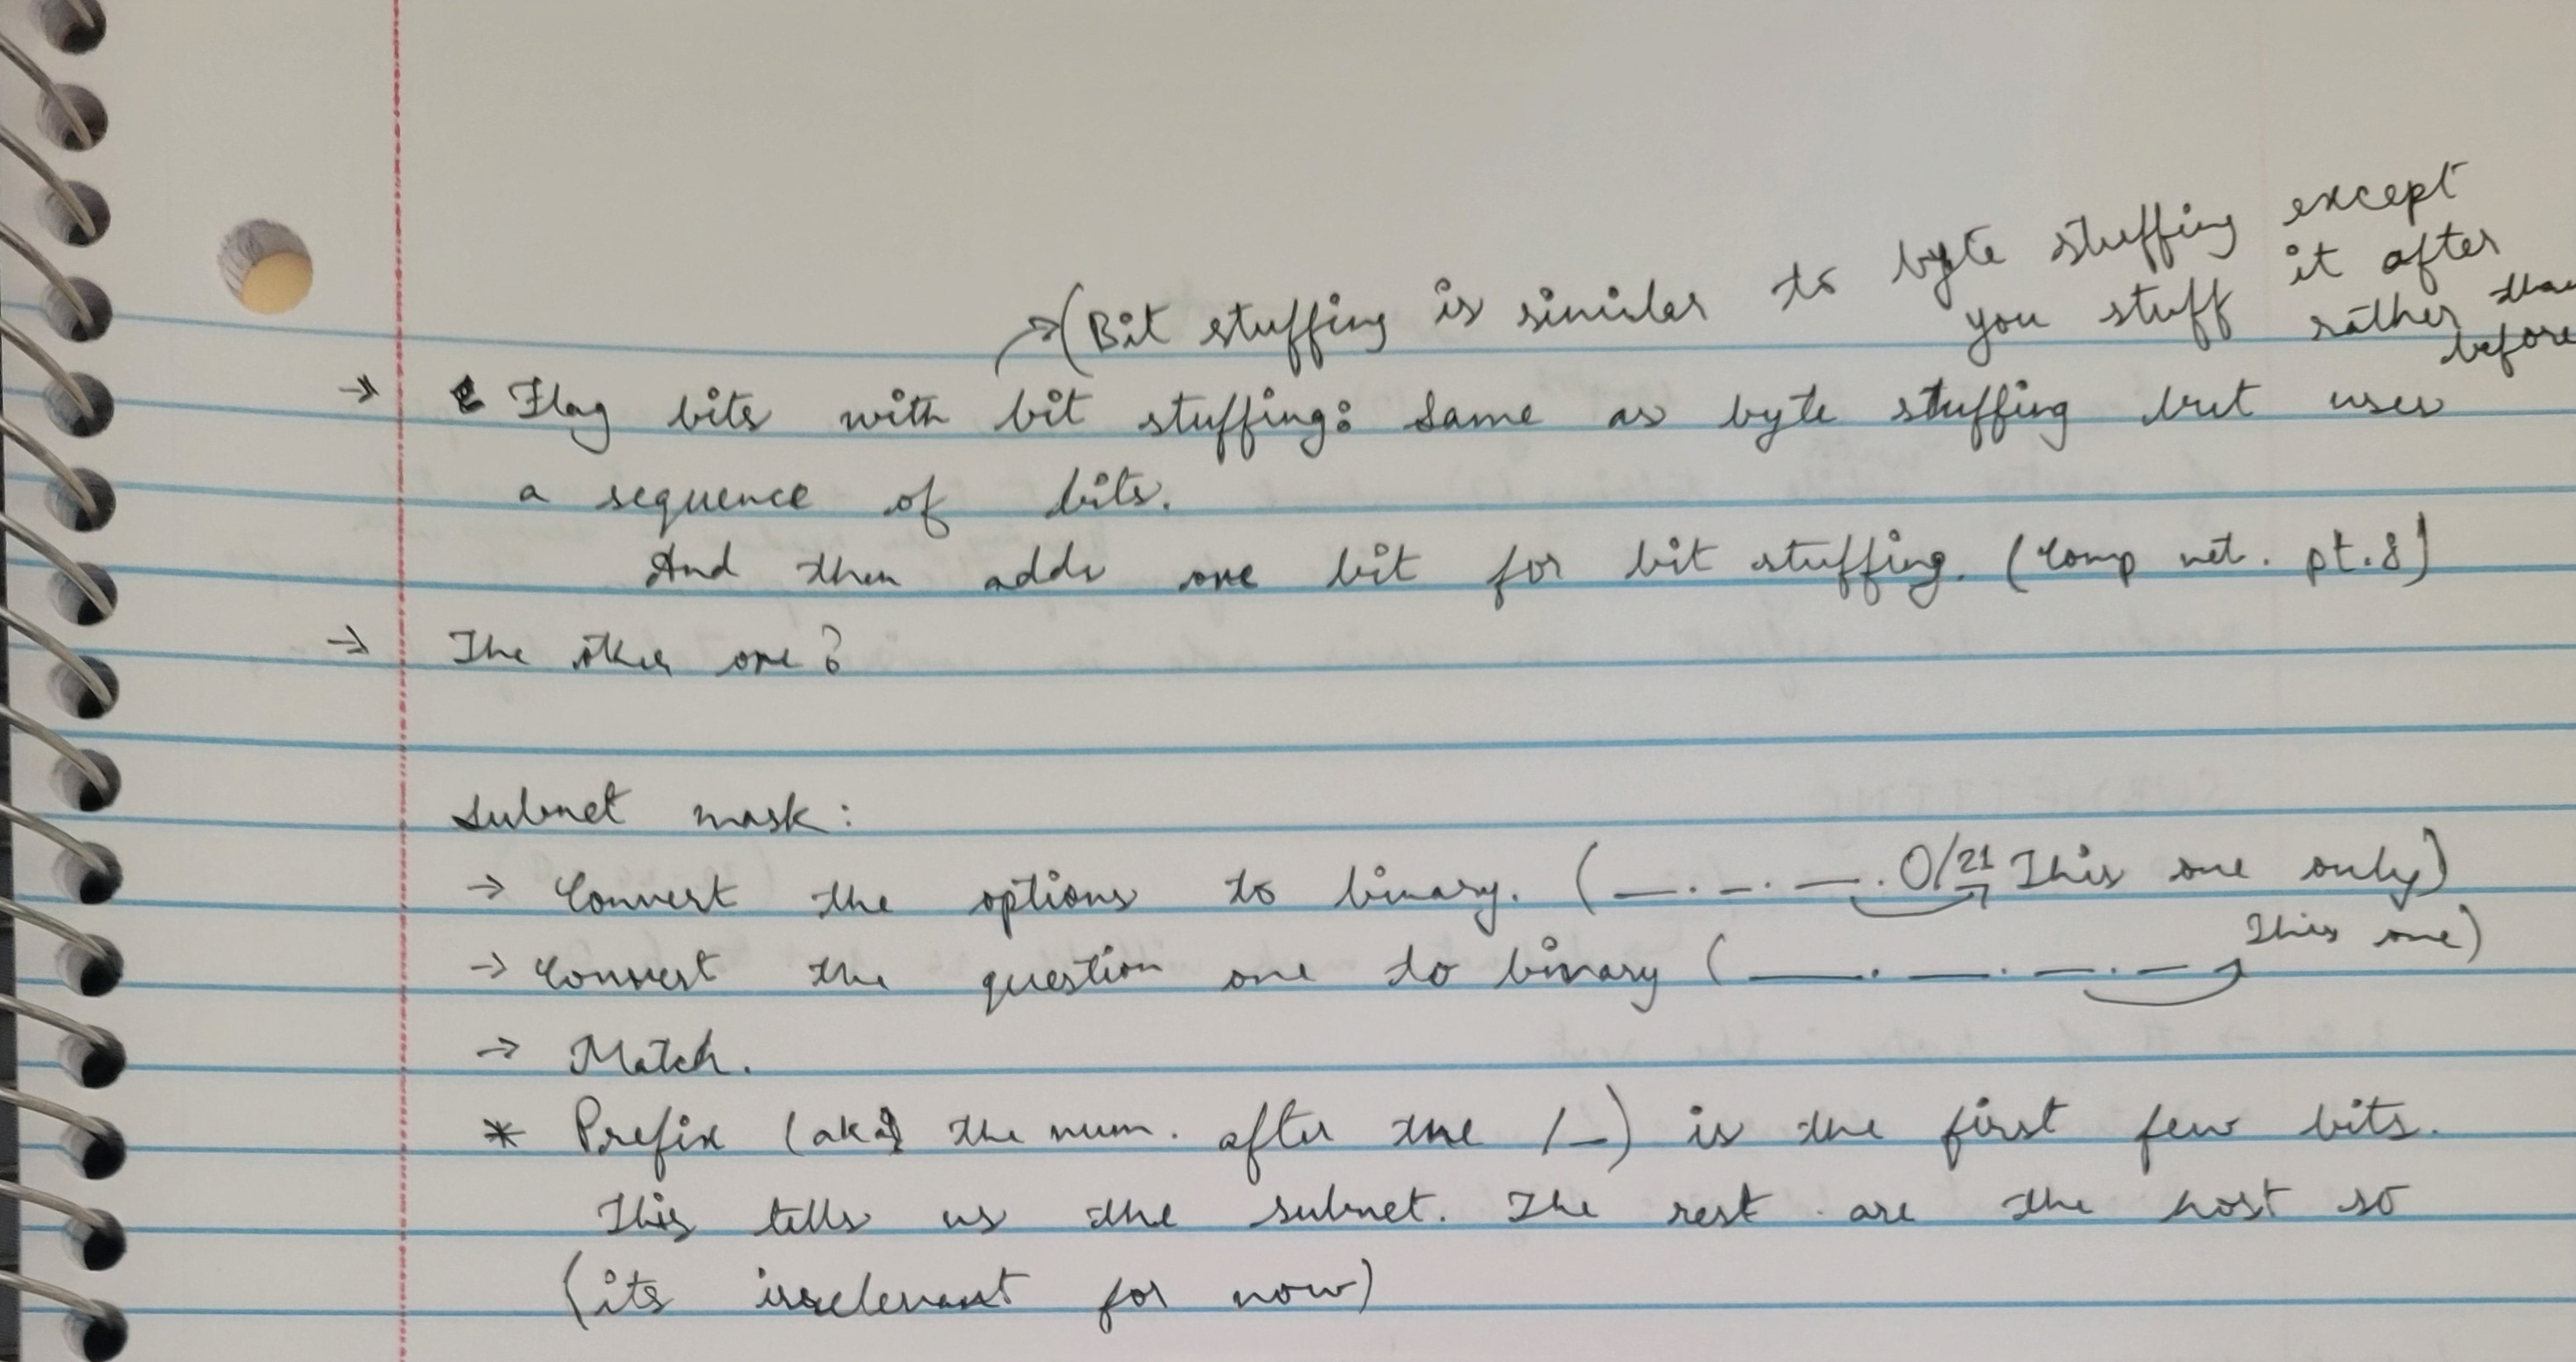 (Bit stuffing is similar to byte stuffing except
you stuff it after
rather than
before
→ Flag bits with bit stuffing: Same as byte stuffing but uses
a sequence of bits.
And then adds one bit for bit stuffing. (Comp net. pt.8)
→ The other one?
Subnet mask:
→ Convert the options to binary. ( _ . _ . _ . 0/21 This one only)
This one)
→ Convert the question one to binary ( _ . _ . _ . _
→ Match.
* Prefix (aka the num. after the /_) is the first few bits.
This tells us the subnet. The rest are the host so
(its irrelevant for now)